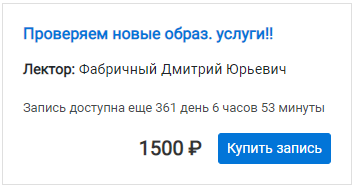 Проверяем новые образ. услуги!!
Лектор: Фабричный Дмитрий Юрьевич
Запись доступна еще 361 день 6 часов 53 минуты
1500 ₽ Купить запись